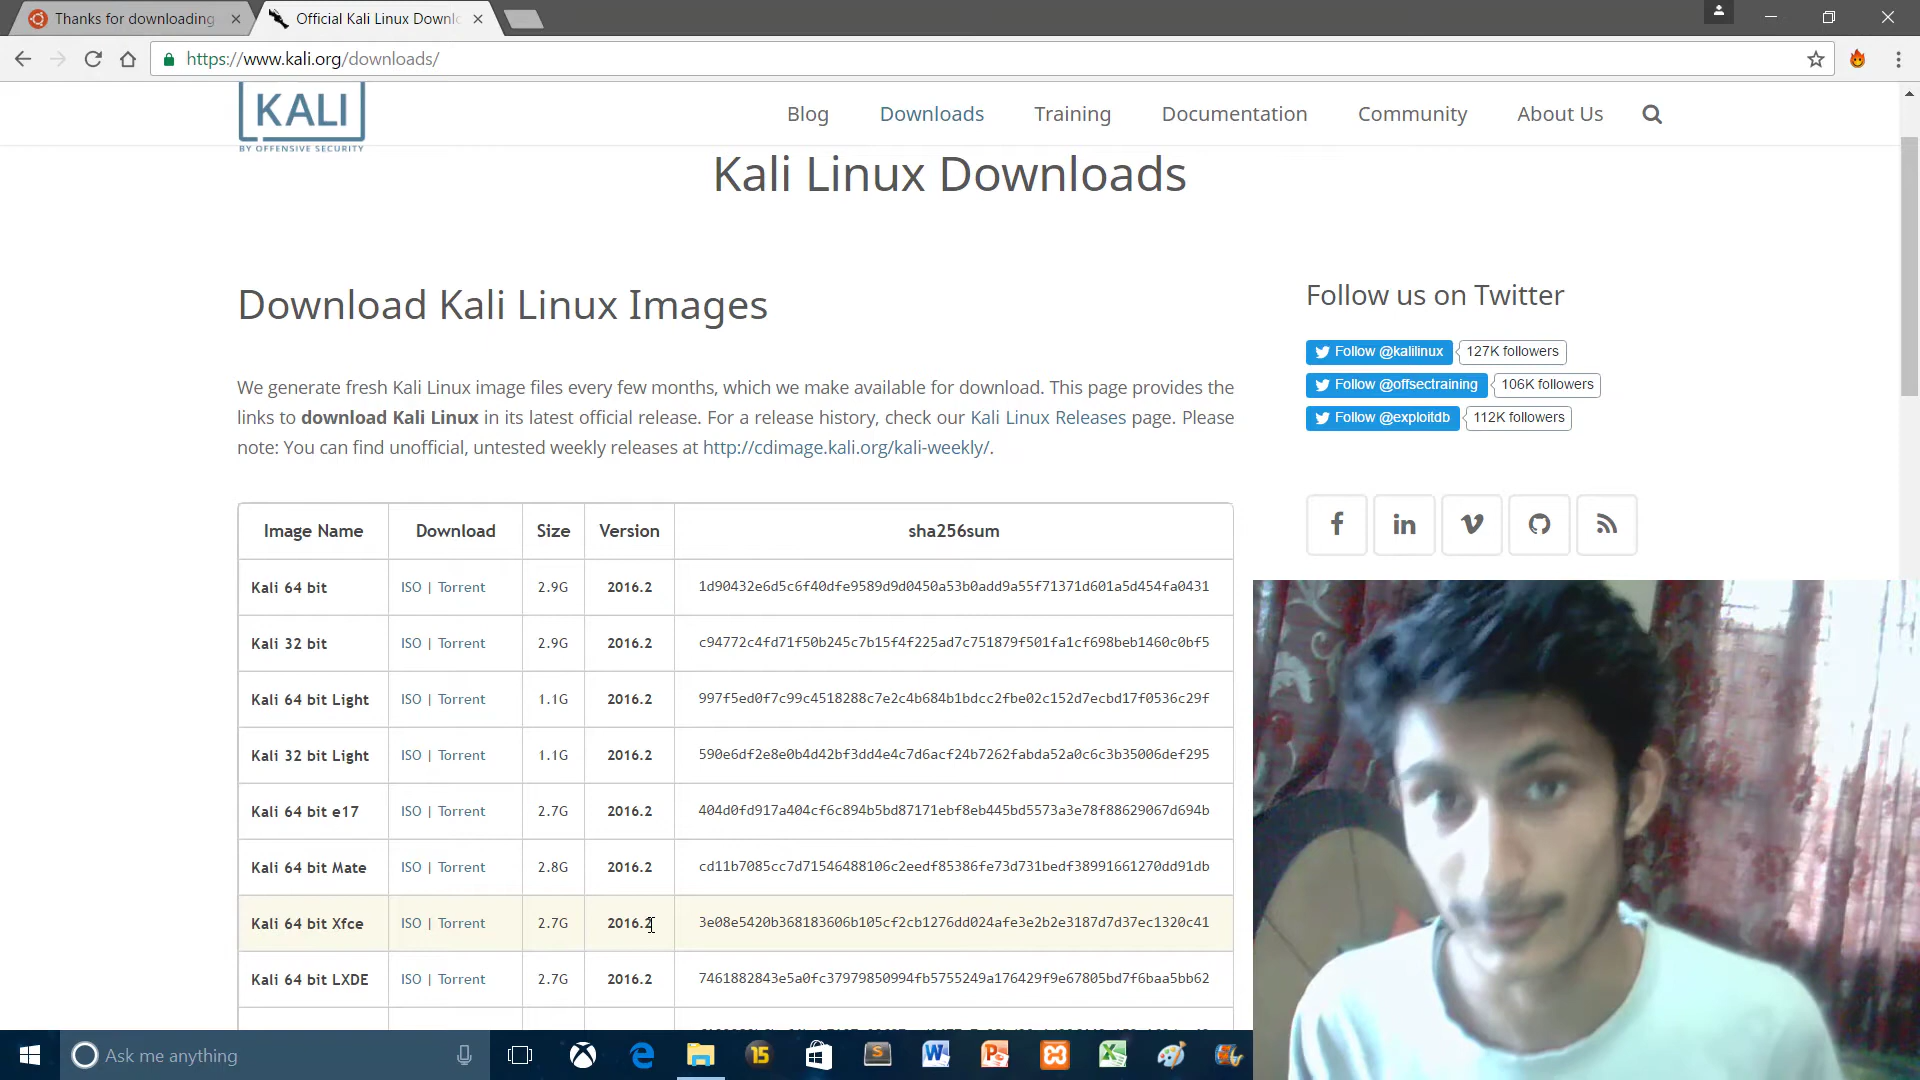 Thanks for downloading
Official Kali Linux Downlo
https://www.kali.org/downloads/
KALI
BY OFFENSIVE SECURITY
Blog Downloads Training Documentation Community About Us
Kali Linux Downloads
Download Kali Linux Images
We generate fresh Kali Linux image files every few months, which we make available for download. This page provides the
links to download Kali Linux in its latest official release. For a release history, check our Kali Linux Releases page. Please
note: You can find unofficial, untested weekly releases at http://cdimage.kali.org/kali-weekly/.
Follow us on Twitter
Follow @kalilinux 127K followers
Follow @offsectraining 106K followers
Follow @exploitdb 112K followers
Image Name Download Size Version sha256sum
Kali 64 bit ISO | Torrent 2.9G 2016.2 1d90432e6d5c6f40dfe9589d9d0450a53b0add9a55f71371d601a5d454fa0431
Kali 32 bit ISO | Torrent 2.9G 2016.2 c94772c4fd71f50b245c7b15f4f225ad7c751879f501fa1cf698beb1460c0bf5
Kali 64 bit Light ISO | Torrent 1.1G 2016.2 997f5ed0f7c99c4518288c7e2c4b684b1bdcc2fbe02c152d7ecbd17f0536c29f
Kali 32 bit Light ISO | Torrent 1.1G 2016.2 590e6df2e8e0b4d42bf3dd4e4c7d6acf24b7262fabda52a0c6c3b35006def295
Kali 64 bit e17 ISO | Torrent 2.7G 2016.2 404d0fd917a404cf6c894b5bd87171ebf8eb445bd5573a3e78f88629067d694b
Kali 64 bit Mate ISO | Torrent 2.8G 2016.2 cd11b7085cc7d71546488106c2eedf85386fe73d731bedf38991661270dd91db
Kali 64 bit Xfce ISO | Torrent 2.7G 2016.2 3e08e5420b368183606b105cf2cb1276dd024afe3e2b2e3187d7d37ec1320c41
Kali 64 bit LXDE ISO | Torrent 2.7G 2016.2 7461882843e5a0fc37979850994fb5755249a176429f9e67805bd7f6baa5bb62
Ask me anything
15